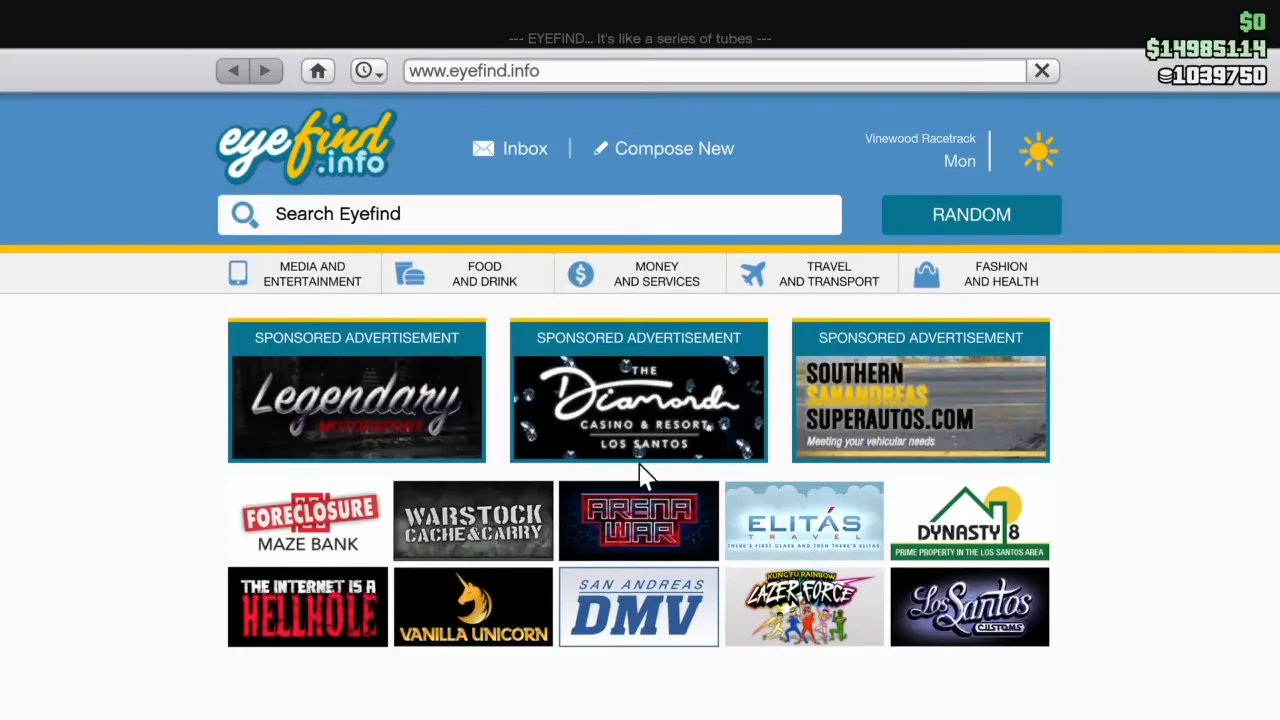 --- EYEFIND... It's like a series of tubes ---
$0
$14985114
1039750
www.eyefind.info
eyefind
.info
Inbox
Compose New
Vinewood Racetrack
Mon
Search Eyefind
RANDOM
MEDIA AND
ENTERTAINMENT
FOOD
AND DRINK
MONEY
AND SERVICES
TRAVEL
AND TRANSPORT
FASHION
AND HEALTH
SPONSORED ADVERTISEMENT
Legendary
MOTORSPORT
SPONSORED ADVERTISEMENT
THE
Diamond
CASINO & RESORT
LOS SANTOS
SPONSORED ADVERTISEMENT
SOUTHERN
SANANDREAS
SUPERAUTOS.COM
Meeting your vehicular needs
FORECLOSURE
MAZE BANK
WARSTOCK
CACHE&CARRY
ARENA
WAR
ELITÁS
TRAVEL
THERE'S FIRST CLASS AND THEN THERE'S ELITAS
DYNASTY 8
PRIME PROPERTY IN THE LOS SANTOS AREA
THE INTERNET IS A
HELLHOLE
VANILLA UNICORN
SAN ANDREAS
DMV
KUNG FU RAINBOW
LAZER FORCE
Los Santos
CUSTOMS